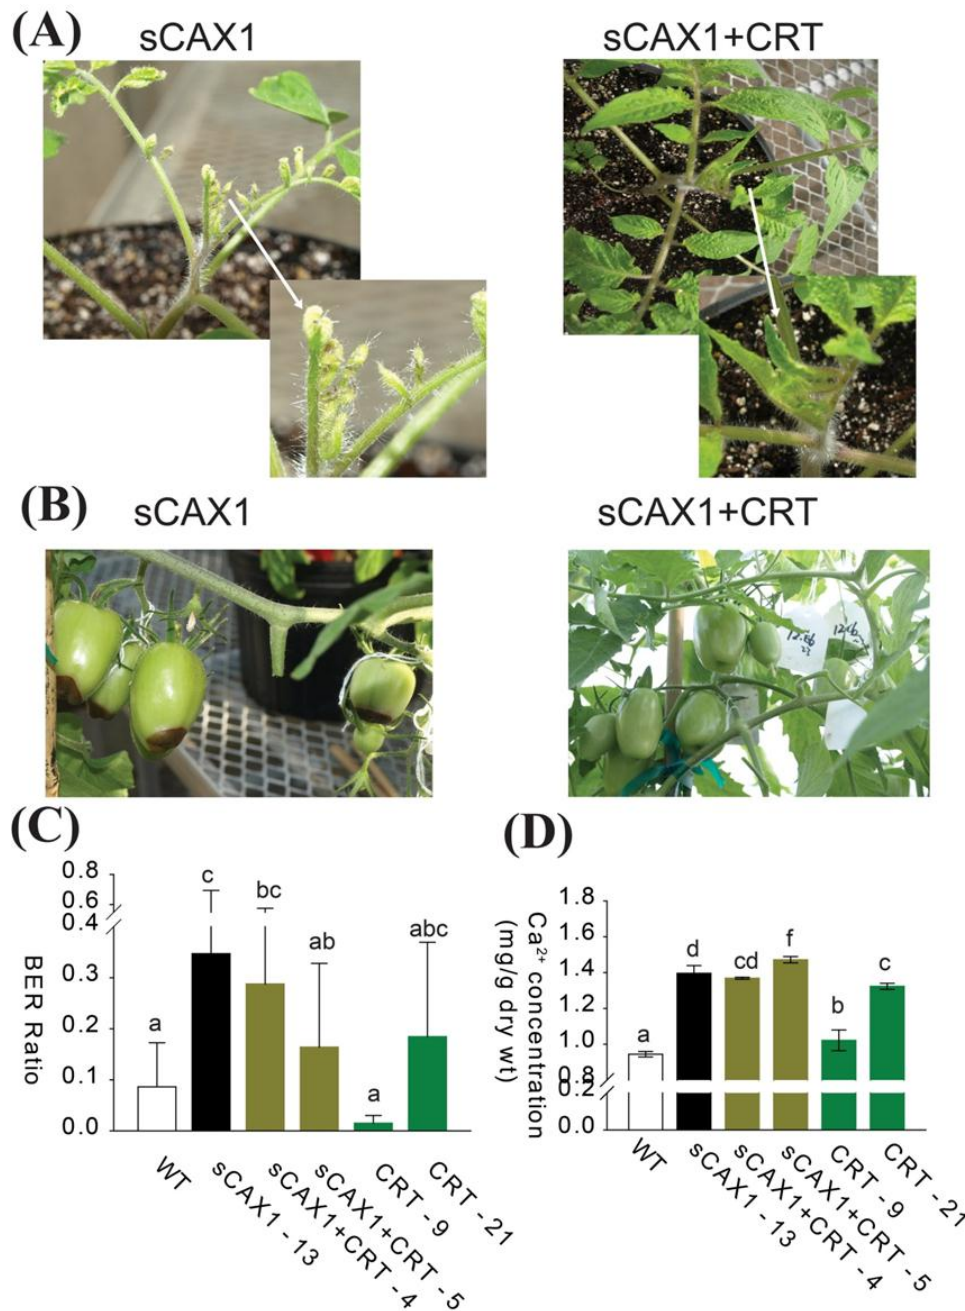 (A)
sCAX1
sCAX1+CRT
(B)
sCAX1
sCAX1+CRT
12.66
23
(C)
BER Ratio
0.8
0.6
0.4
0.3
0.2
0.1
0.0
a
c
bc
ab
a
abc
WT
sCAX1 - 13
sCAX1+CRT - 4
sCAX1+CRT - 5
CRT - 9
CRT - 21
(D)
Ca²⁺ concentration
(mg/g dry wt)
1.8
1.6
1.4
1.2
1.0
0.8
0.2
0.0
a
d
cd
f
b
c
WT
sCAX1 - 13
sCAX1+CRT - 4
sCAX1+CRT - 5
CRT - 9
CRT - 21